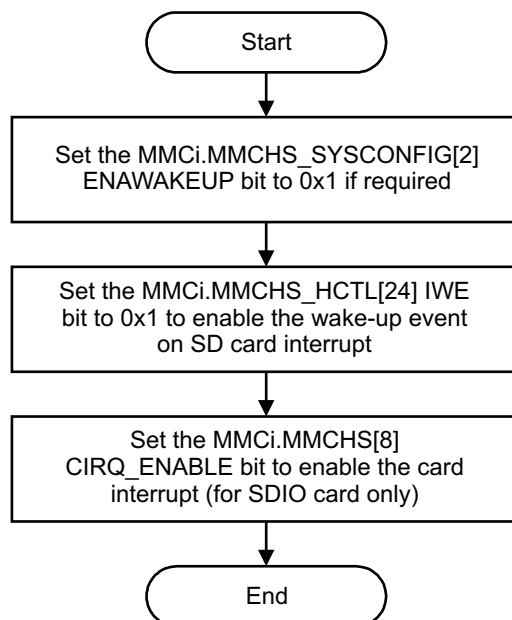 Start
Set the MMCi.MMCHS_SYSCONFIG[2]
ENAWAKEUP bit to 0x1 if required
Set the MMCi.MMCHS_HCTL[24] IWE
bit to 0x1 to enable the wake-up event
on SD card interrupt
Set the MMCi.MMCHS[8]
CIRQ_ENABLE bit to enable the card
interrupt (for SDIO card only)
End